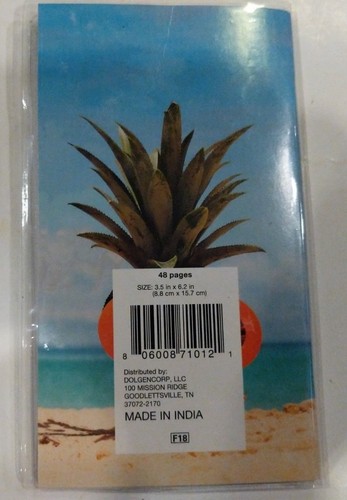 48 pages
SIZE: 3.5 in x 6.2 in
(8.8 cm x 15.7 cm)
8 06008 71012 1
Distributed by:
DOLGENCORP, LLC
100 MISSION RIDGE
GOODLETTSVILLE, TN
37072-2170
MADE IN INDIA
F18